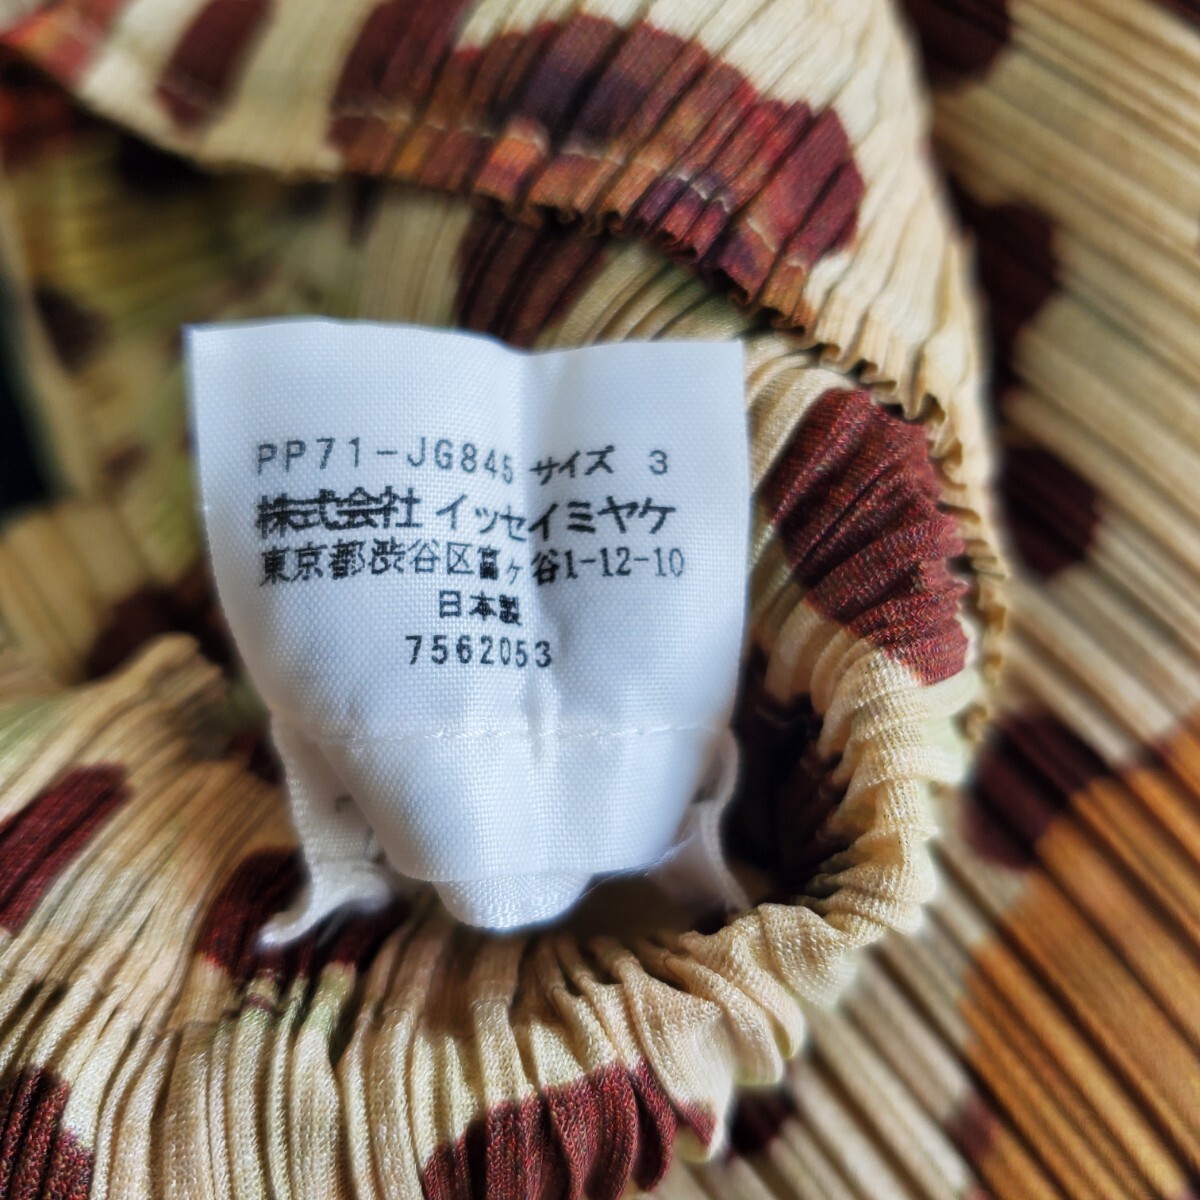 PP71-JG845 サイズ 3
株式会社 イッセイミヤケ
東京都渋谷区富ヶ谷1-12-10
日本製
7562053